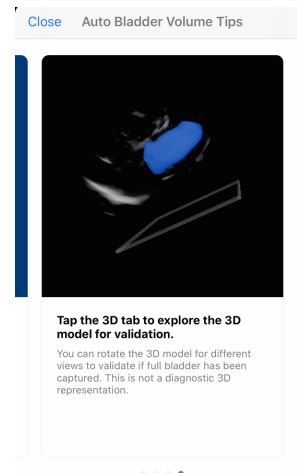 Close Auto Bladder Volume Tips
Tap the 3D tab to explore the 3D
model for validation.
You can rotate the 3D model for different
views to validate if full bladder has been
captured. This is not a diagnostic 3D
representation.